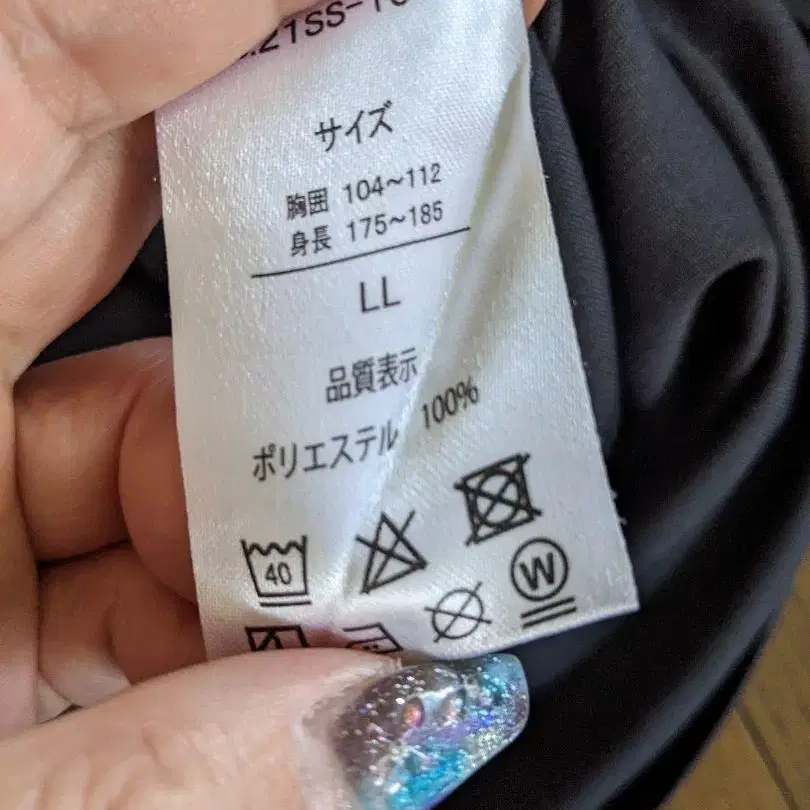 サイズ
胸囲 104～112
身長 175～185
LL
品質表示
ポリエステル 100%
40
W